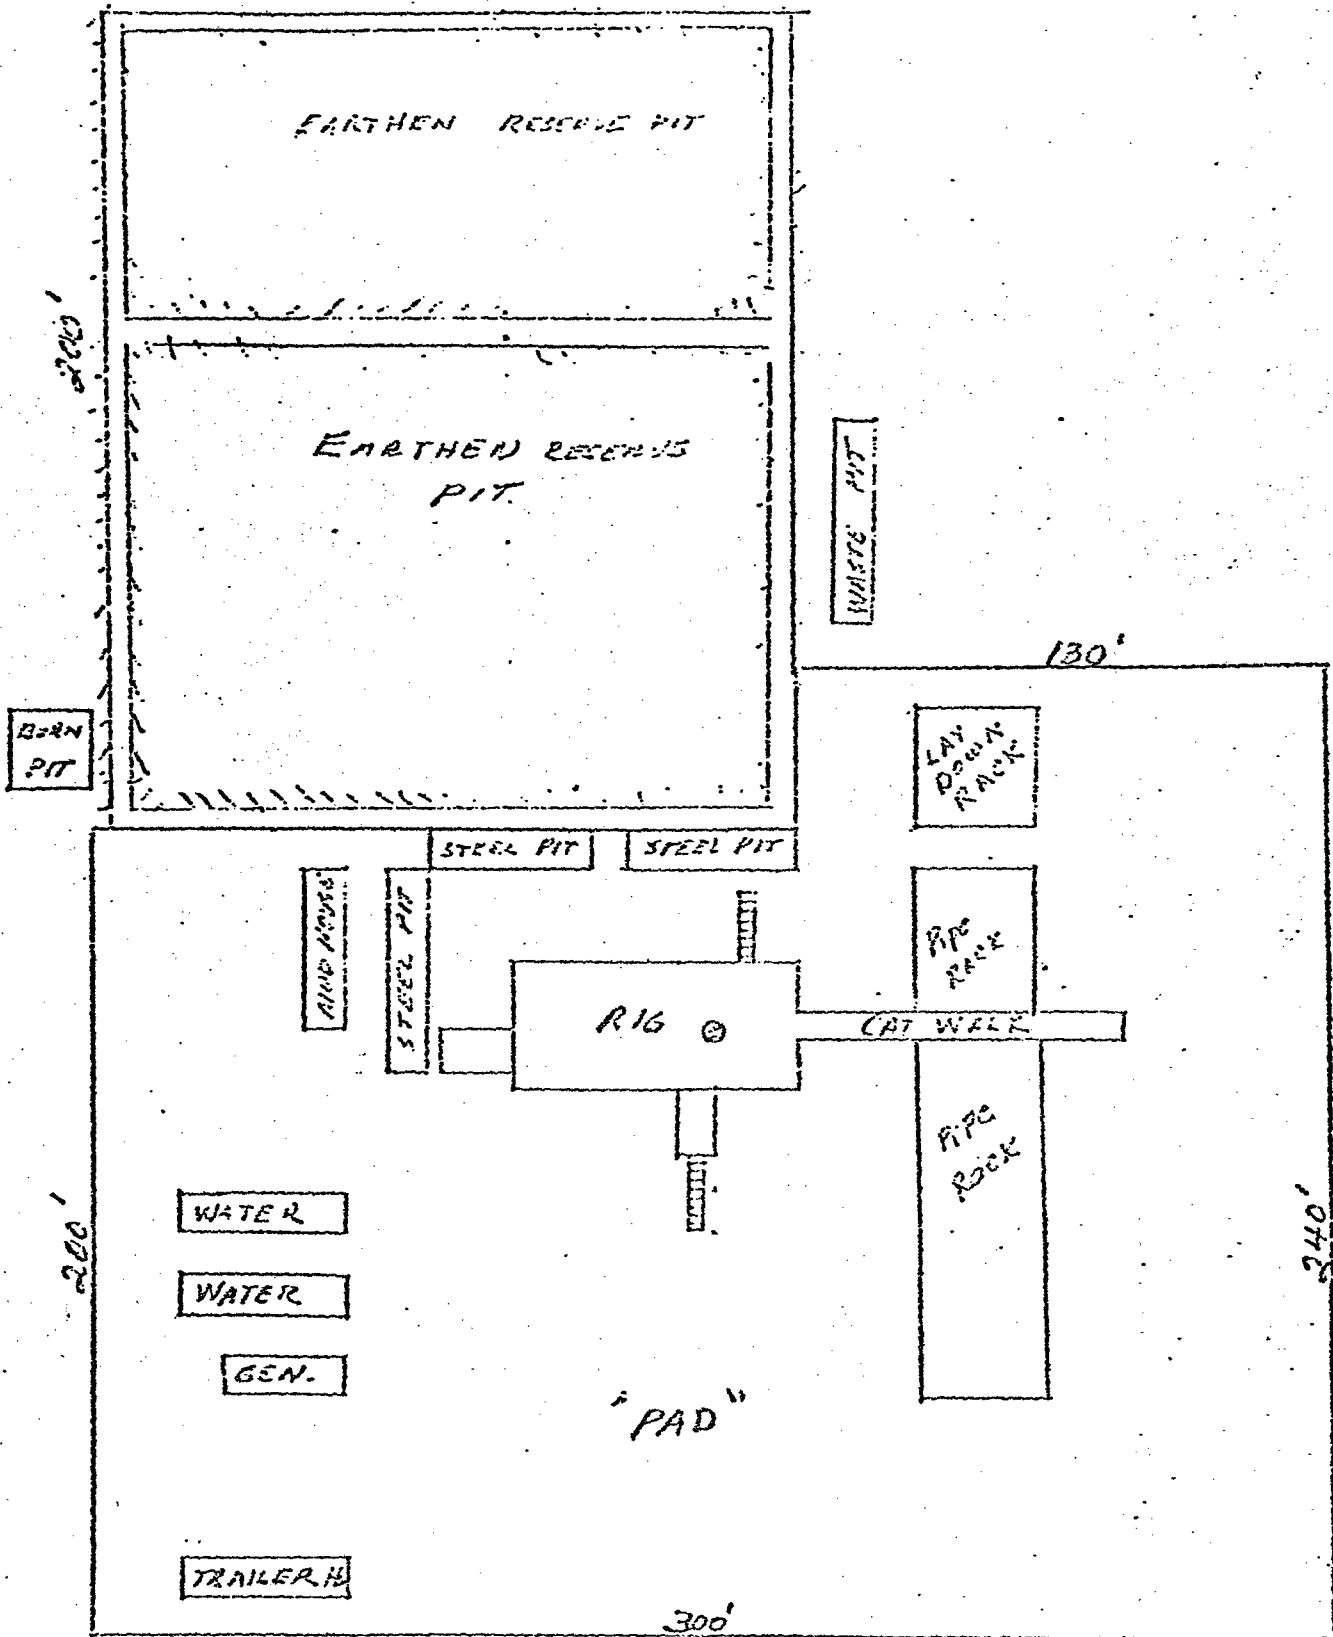 EARTHEN RESERVE PIT
200'
EARTHEN RESERVE
PIT.
WASTE PIT
130'
BURN
PIT
LAY
DOWN
RACK
STEEL PIT
STEEL PIT
MUD HOUSE
STEEL PIT
PIPE
RACK
RIG
CAT WALK
PIPE
RACK
WATER
200'
240'
WATER
GEN.
"PAD"
TRAILER H
300'